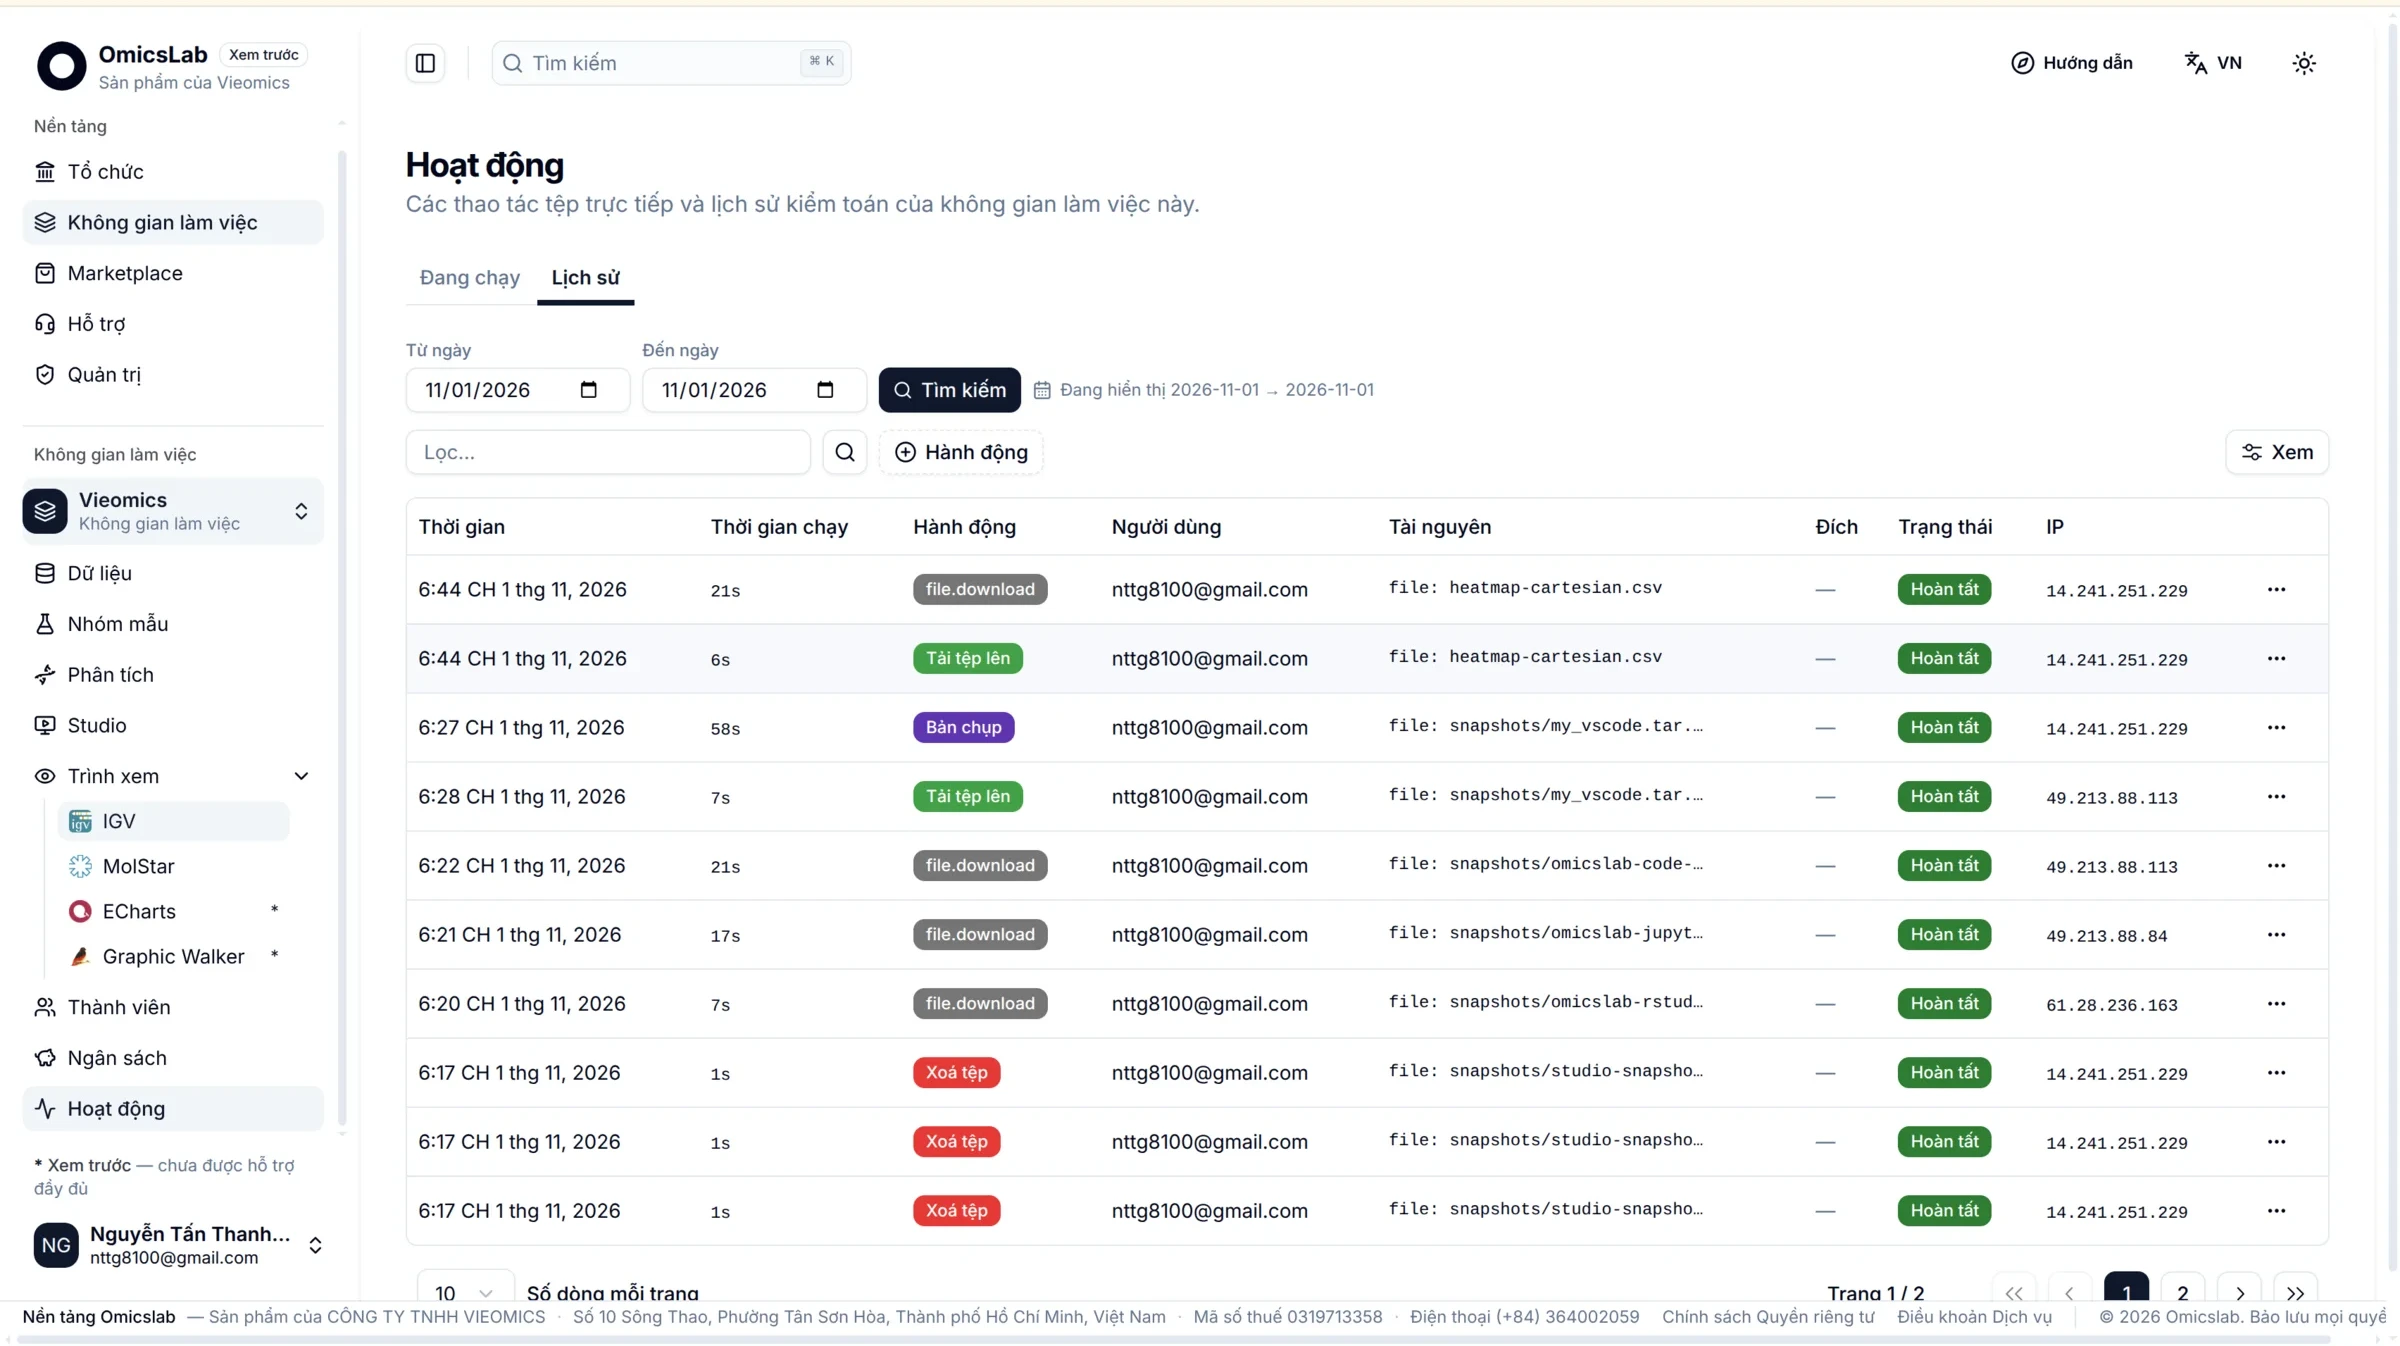 OmicsLab Xem trước
Sản phẩm của Vieomics
Tìm kiếm ⌘ K
Hướng dẫn
VN
Nền tảng
Tổ chức
Không gian làm việc
Marketplace
Hỗ trợ
Quản trị
Không gian làm việc
Vieomics
Không gian làm việc
Dữ liệu
Nhóm mẫu
Phân tích
Studio
Trình xem
igv IGV
MolStar
ECharts *
Graphic Walker *
Thành viên
Ngân sách
Hoạt động
* Xem trước — chưa được hỗ trợ
đầy đủ
NG Nguyễn Tấn Thanh...
nttg8100@gmail.com
Hoạt động
Các thao tác tệp trực tiếp và lịch sử kiểm toán của không gian làm việc này.
Đang chạy Lịch sử
Từ ngày Đến ngày
11/01/2026 11/01/2026 Tìm kiếm Đang hiển thị 2026-11-01 → 2026-11-01
Lọc... Hành động Xem
Thời gian Thời gian chạy Hành động Người dùng Tài nguyên Đích Trạng thái IP
6:44 CH 1 thg 11, 2026 21s file.download nttg8100@gmail.com file: heatmap-cartesian.csv — Hoàn tất 14.241.251.229 ...
6:44 CH 1 thg 11, 2026 6s Tải tệp lên nttg8100@gmail.com file: heatmap-cartesian.csv — Hoàn tất 14.241.251.229 ...
6:27 CH 1 thg 11, 2026 58s Bản chụp nttg8100@gmail.com file: snapshots/my_vscode.tar.… — Hoàn tất 14.241.251.229 ...
6:28 CH 1 thg 11, 2026 7s Tải tệp lên nttg8100@gmail.com file: snapshots/my_vscode.tar.… — Hoàn tất 49.213.88.113 ...
6:22 CH 1 thg 11, 2026 21s file.download nttg8100@gmail.com file: snapshots/omicslab-code-… — Hoàn tất 49.213.88.113 ...
6:21 CH 1 thg 11, 2026 17s file.download nttg8100@gmail.com file: snapshots/omicslab-jupyt… — Hoàn tất 49.213.88.84 ...
6:20 CH 1 thg 11, 2026 7s file.download nttg8100@gmail.com file: snapshots/omicslab-rstud… — Hoàn tất 61.28.236.163 ...
6:17 CH 1 thg 11, 2026 1s Xoá tệp nttg8100@gmail.com file: snapshots/studio-snapsho… — Hoàn tất 14.241.251.229 ...
6:17 CH 1 thg 11, 2026 1s Xoá tệp nttg8100@gmail.com file: snapshots/studio-snapsho… — Hoàn tất 14.241.251.229 ...
6:17 CH 1 thg 11, 2026 1s Xoá tệp nttg8100@gmail.com file: snapshots/studio-snapsho… — Hoàn tất 14.241.251.229 ...
10 Số dòng mỗi trang Trang 1 / 2 1 2
Nền tảng Omicslab — Sản phẩm của CÔNG TY TNHH VIEOMICS · Số 10 Sông Thao, Phường Tân Sơn Hòa, Thành phố Hồ Chí Minh, Việt Nam · Mã số thuế 0319713358 · Điện thoại (+84) 364002059 Chính sách Quyền riêng tư Điều khoản Dịch vụ © 2026 Omicslab. Bảo lưu mọi quyề